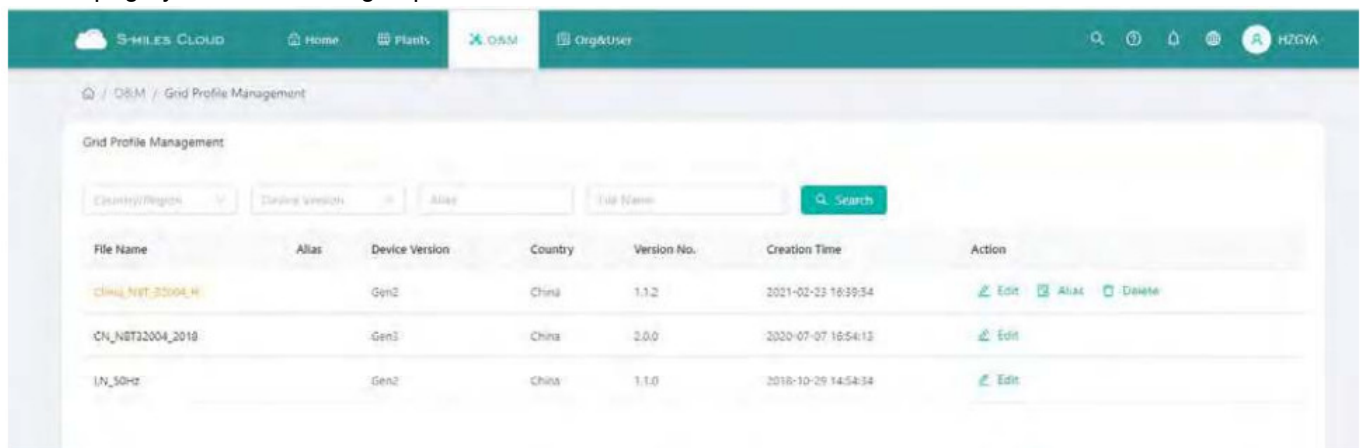 S-MILES CLOUD Home Plants O&M Org&User HZGYA
/ O&M / Grid Profile Management
Grid Profile Management
Country/Region Device Version Alias File Name Search
File Name Alias Device Version Country Version No. Creation Time Action
Gen2 China 1.1.2 2021-02-23 16:39:34 Edit Alias Delete
CN_NBT32004_2018 Gen3 China 2.0.0 2020-07-07 16:54:13 Edit
Gen2 China 1.1.0 2018-10-29 14:54:34 Edit